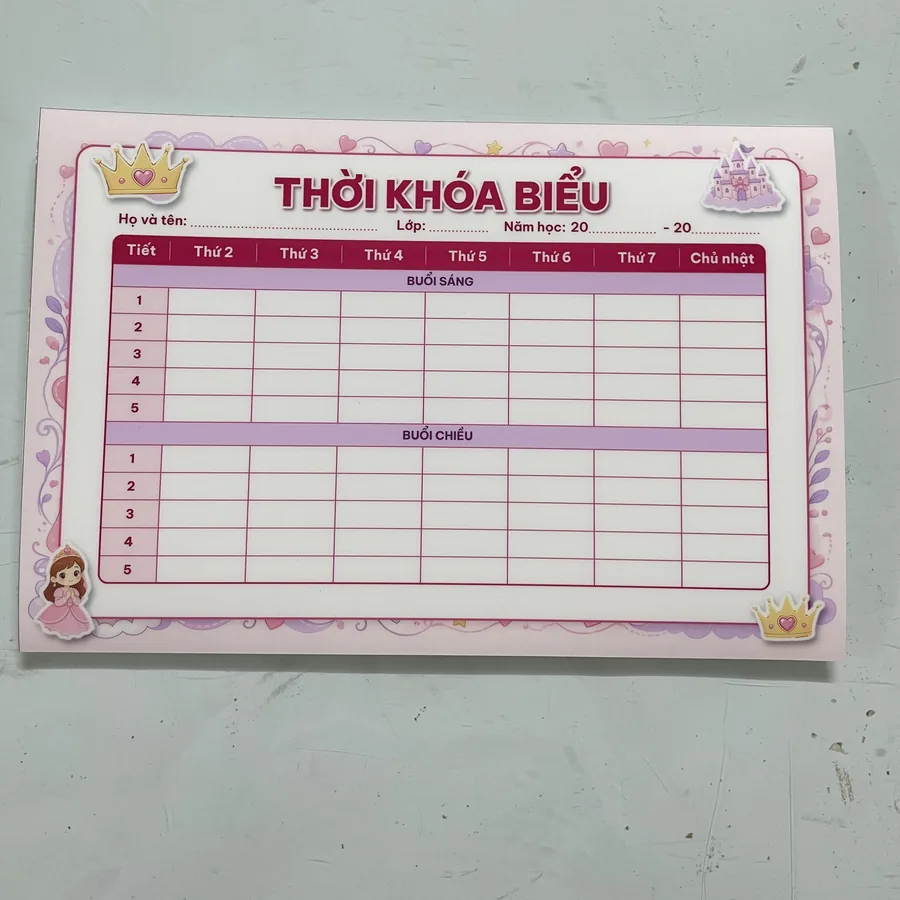 THỜI KHÓA BIỂU
Họ và tên: Lớp: Năm học: 20 - 20
Tiết Thứ 2 Thứ 3 Thứ 4 Thứ 5 Thứ 6 Thứ 7 Chủ nhật
BUỔI SÁNG
1
2
3
4
5
BUỔI CHIỀU
1
2
3
4
5